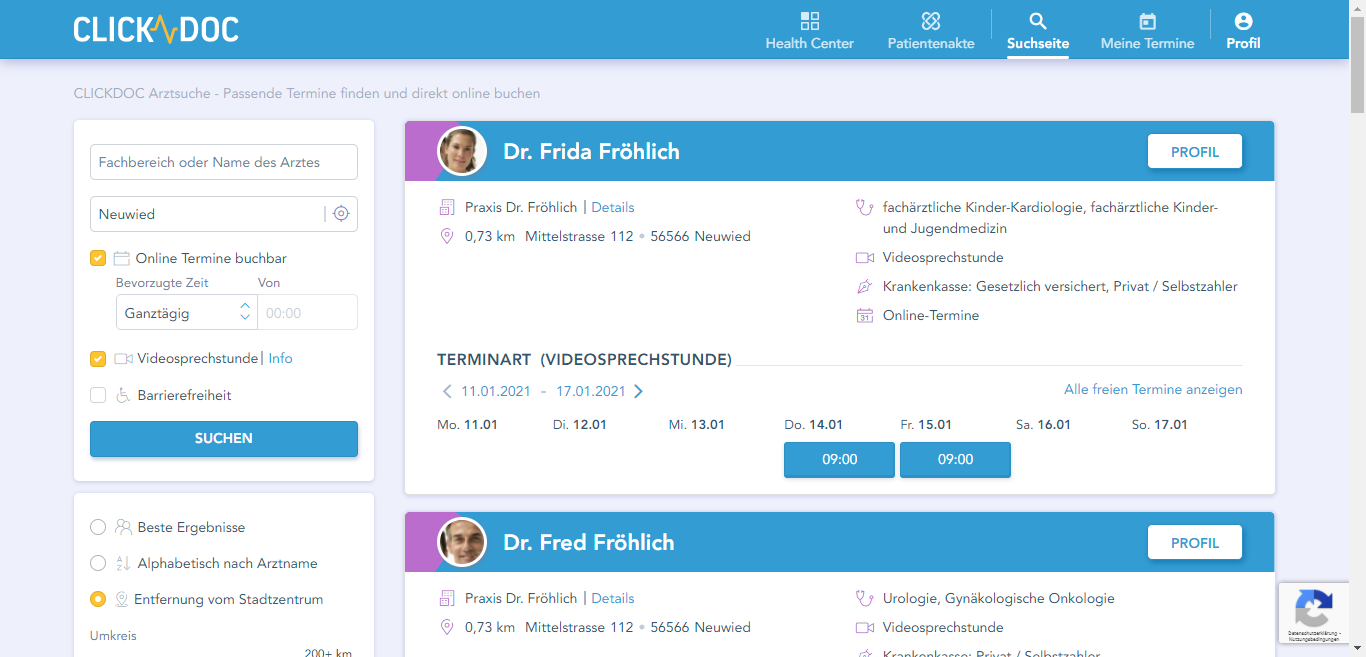 CLICKDOC
Health Center
Patientenakte
Suchseite
Meine Termine
Profil
CLICKDOC Arztsuche - Passende Termine finden und direkt online buchen
Fachbereich oder Name des Arztes
Neuwied
Online Termine buchbar
Bevorzugte Zeit Von
Ganztägig 00:00
Videosprechstunde | Info
Barrierefreiheit
SUCHEN
Beste Ergebnisse
Alphabetisch nach Arztname
Entfernung vom Stadtzentrum
Umkreis
200+ km
Dr. Frida Fröhlich
PROFIL
Praxis Dr. Fröhlich | Details
0,73 km Mittelstrasse 112 • 56566 Neuwied
fachärztliche Kinder-Kardiologie, fachärztliche Kinder-
und Jugendmedizin
Videosprechstunde
Krankenkasse: Gesetzlich versichert, Privat / Selbstzahler
31 Online-Termine
TERMINART (VIDEOSPRECHSTUNDE)
11.01.2021 - 17.01.2021
Alle freien Termine anzeigen
Mo. 11.01 Di. 12.01 Mi. 13.01 Do. 14.01 Fr. 15.01 Sa. 16.01 So. 17.01
09:00 09:00
Dr. Fred Fröhlich
PROFIL
Praxis Dr. Fröhlich | Details
0,73 km Mittelstrasse 112 • 56566 Neuwied
Urologie, Gynäkologische Onkologie
Videosprechstunde
Krankenkasse: Privat / Selbstzahler
Datenschutzerklärung -
Nutzungsbedingungen